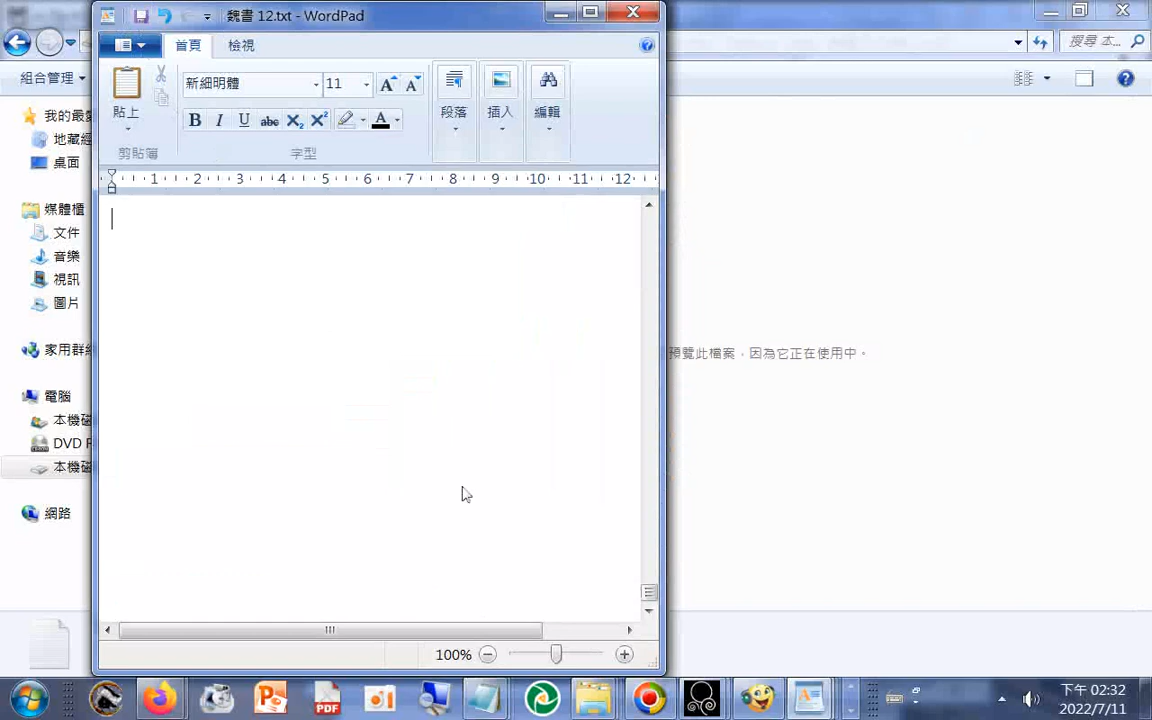 魏書 12.txt - WordPad
搜尋 本...
首頁
檢視
組合管理
新細明體
11
貼上
段落
插入
編輯
B I U abc X₂ X² A
剪貼簿
字型
1 2 3 4 5 6 7 8 9 10 11 12
我的最愛
地藏經
桌面
媒體櫃
文件
音樂
視訊
圖片
家用群組
預覽此檔案，因為它正在使用中。
電腦
本機磁
DVD R
本機磁
網路
100%
PDF
下午 02:32
2022/7/11